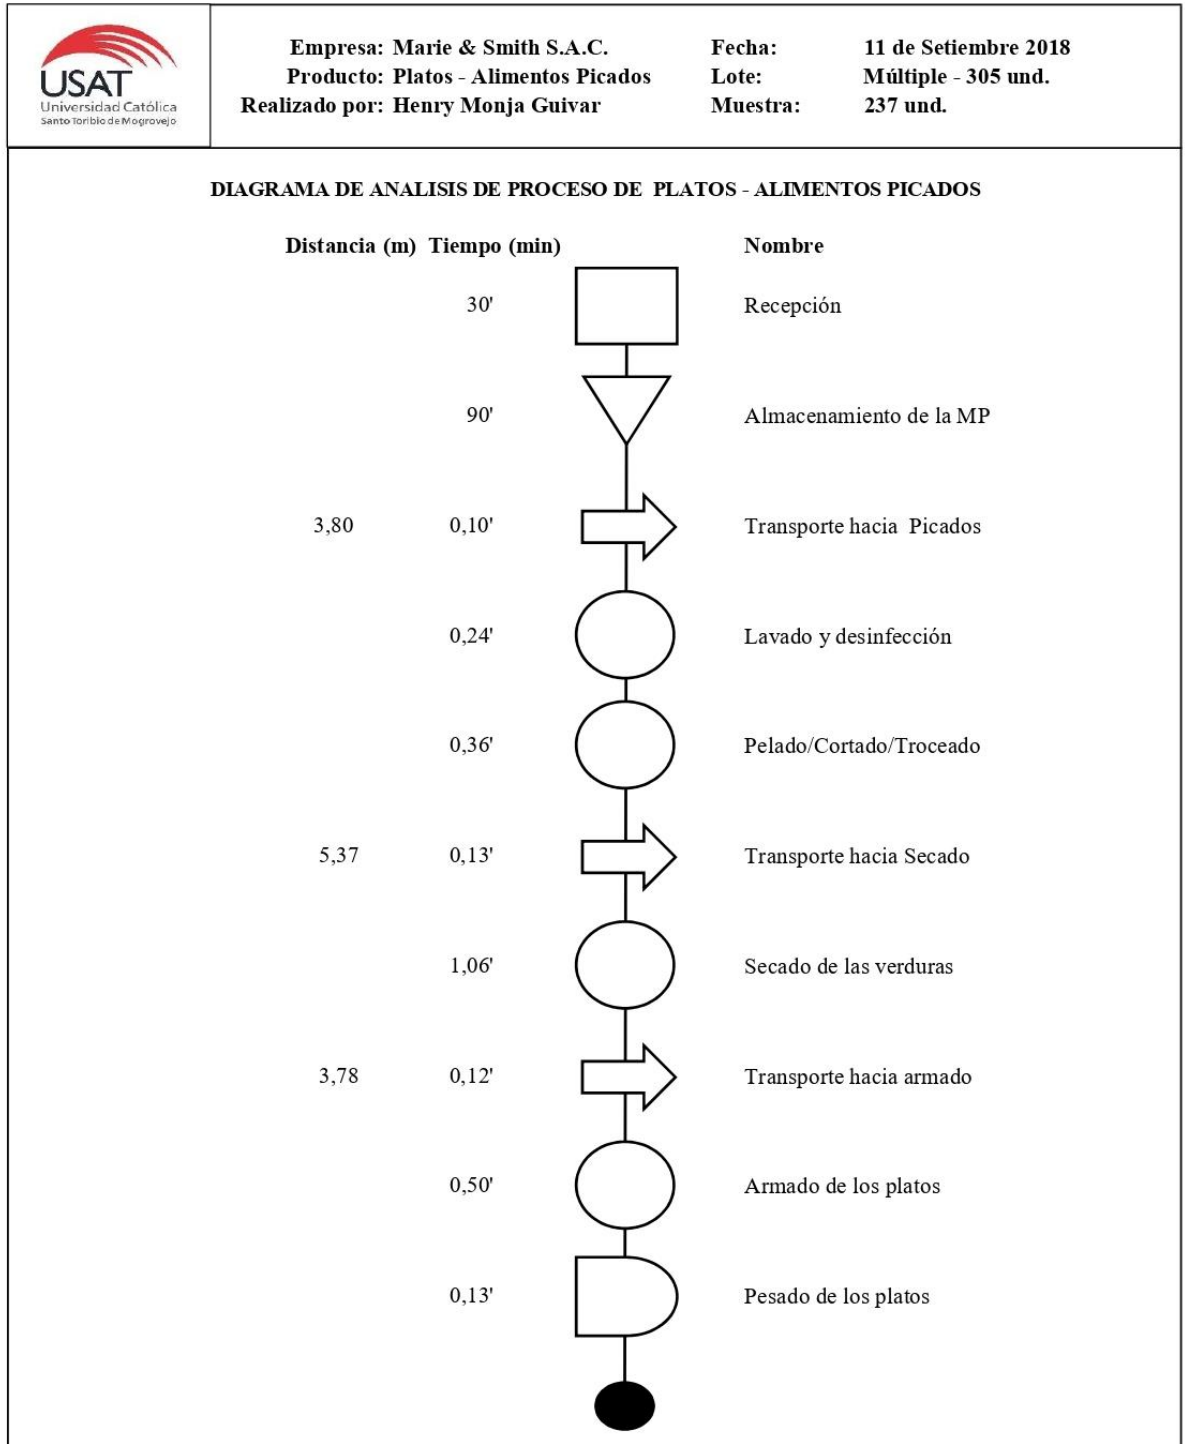 USAT
Universidad Católica
Santo Toribio de Mogrovejo
Empresa: Marie & Smith S.A.C. Fecha: 11 de Setiembre 2018
Producto: Platos - Alimentos Picados Lote: Múltiple - 305 und.
Realizado por: Henry Monja Guivar Muestra: 237 und.
DIAGRAMA DE ANALISIS DE PROCESO DE PLATOS - ALIMENTOS PICADOS
Distancia (m) Tiempo (min) Nombre
30' Recepción
90' Almacenamiento de la MP
3,80 0,10' Transporte hacia Picados
0,24' Lavado y desinfección
0,36' Pelado/Cortado/Troceado
5,37 0,13' Transporte hacia Secado
1,06' Secado de las verduras
3,78 0,12' Transporte hacia armado
0,50' Armado de los platos
0,13' Pesado de los platos